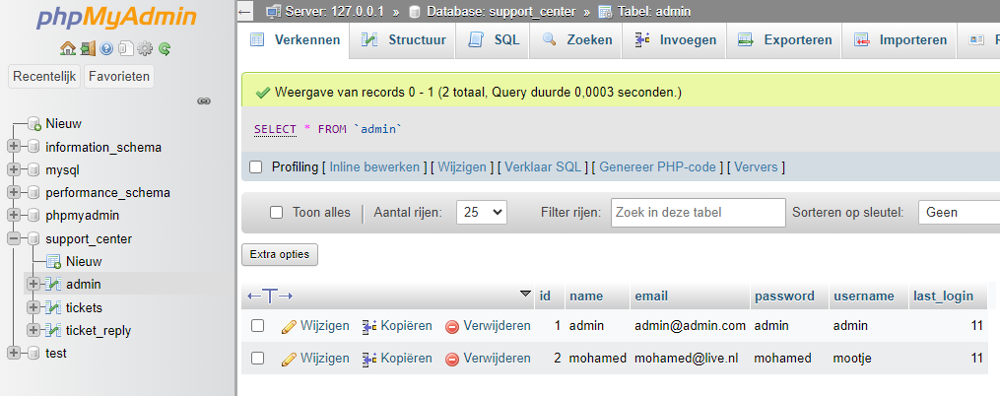 phpMyAdmin
Recentelijk Favorieten
Nieuw
information_schema
mysql
performance_schema
phpmyadmin
support_center
Nieuw
admin
tickets
ticket_reply
test
Server: 127.0.0.1 » Database: support_center » Tabel: admin
Verkennen Structuur SQL Zoeken Invoegen Exporteren Importeren
Weergave van records 0 - 1 (2 totaal, Query duurde 0,0003 seconden.)
SELECT * FROM `admin`
Profiling [ Inline bewerken ] [ Wijzigen ] [ Verklaar SQL ] [ Genereer PHP-code ] [ Ververs ]
Toon alles Aantal rijen: 25 Filter rijen: Zoek in deze tabel Sorteren op sleutel: Geen
Extra opties
←T→ id name email password username last_login
Wijzigen Kopiëren Verwijderen 1 admin admin@admin.com admin admin 11
Wijzigen Kopiëren Verwijderen 2 mohamed mohamed@live.nl mohamed mootje 11